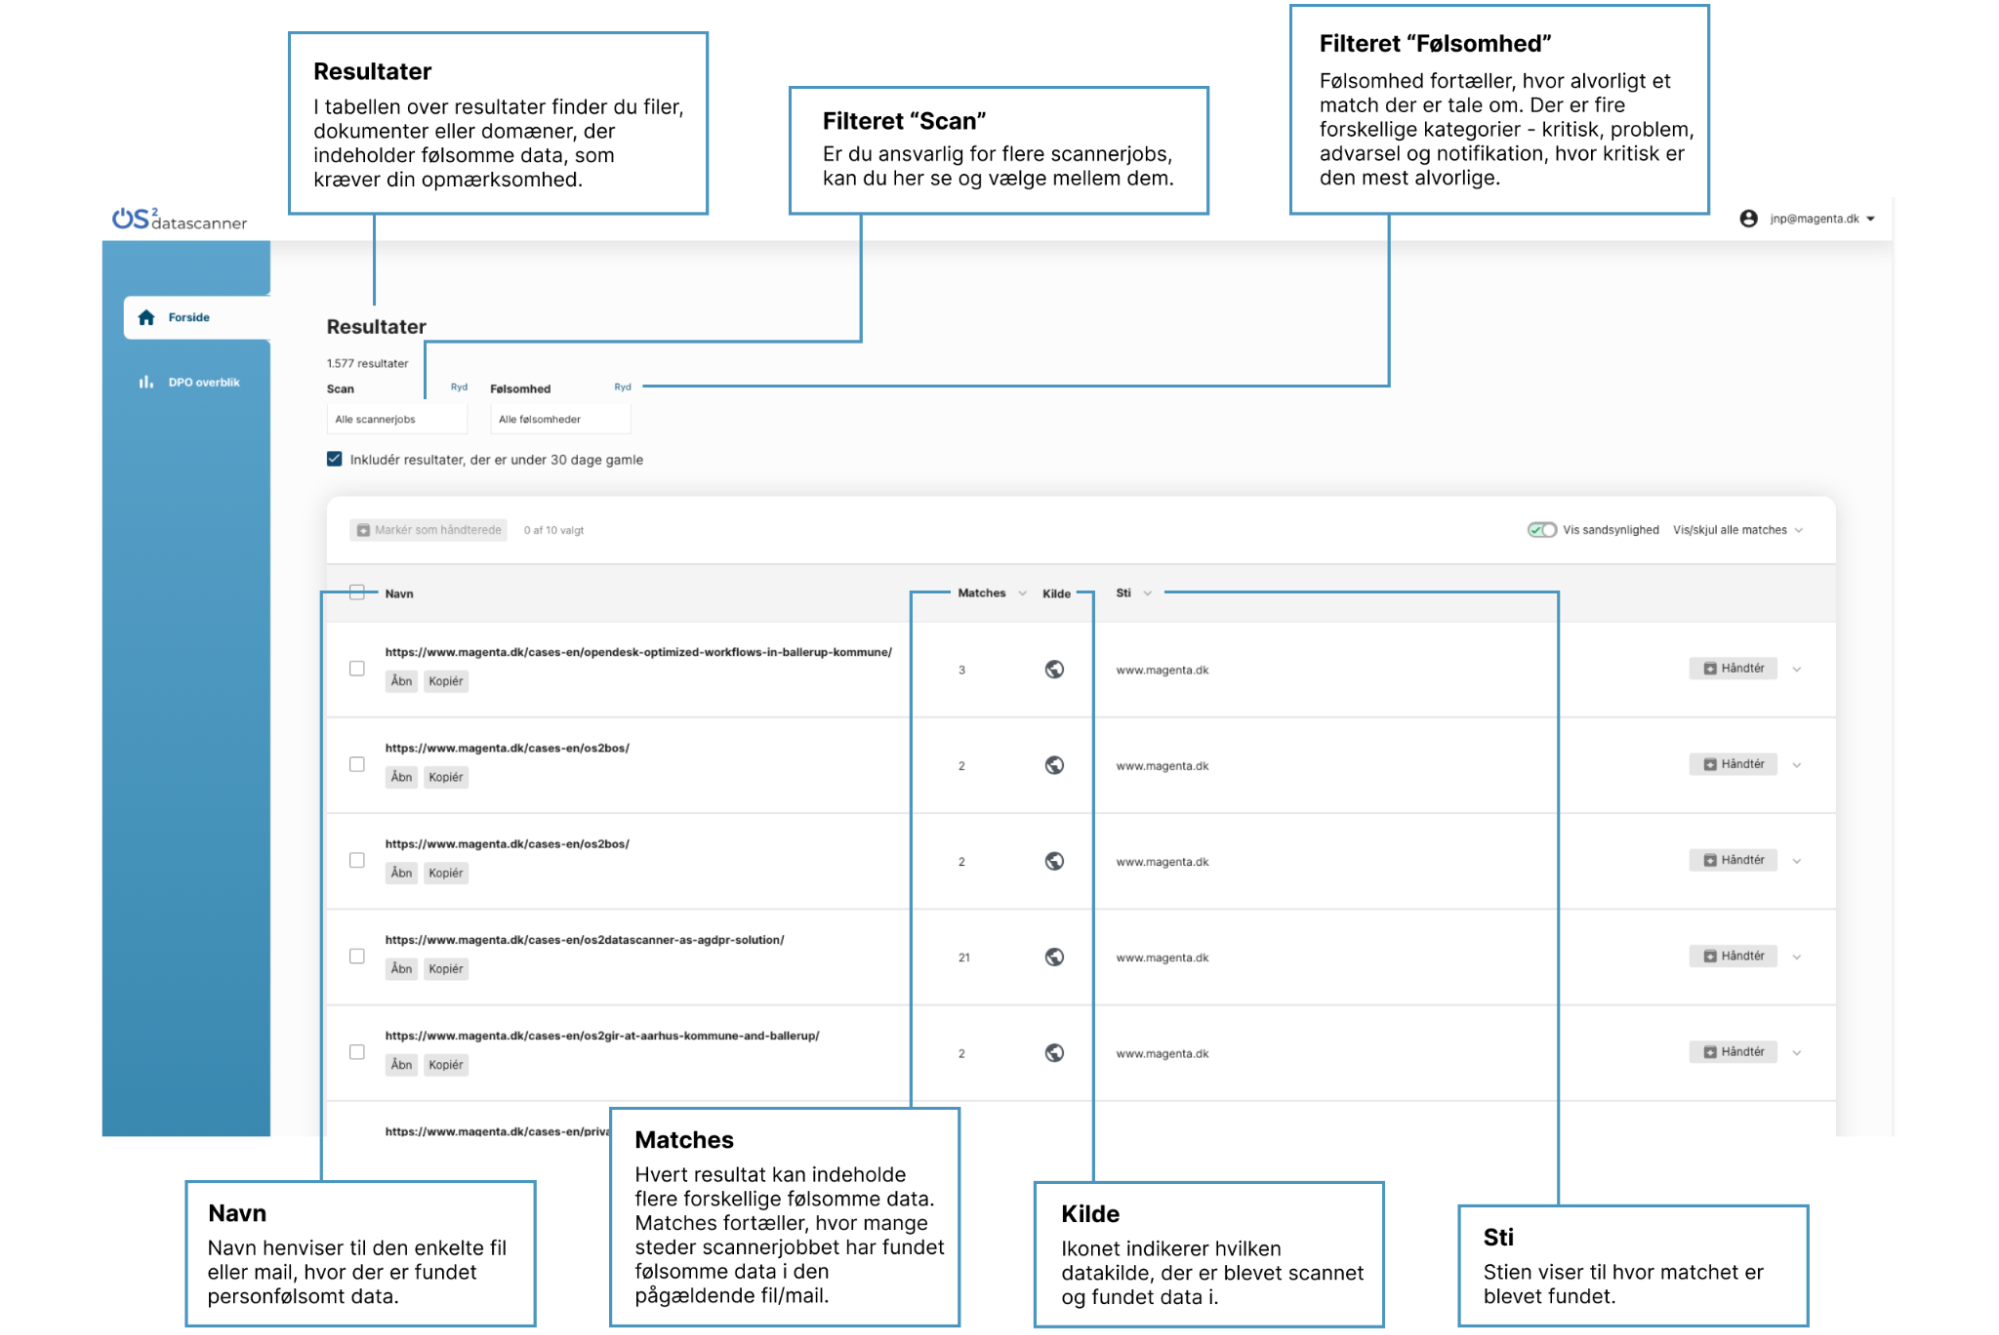 Resultater
I tabellen over resultater finder du filer,
dokumenter eller domæner, der
indeholder følsomme data, som
kræver din opmærksomhed.
Filteret “Scan”
Er du ansvarlig for flere scannerjobs,
kan du her se og vælge mellem dem.
Filteret “Følsomhed”
Følsomhed fortæller, hvor alvorligt et
match der er tale om. Der er fire
forskellige kategorier - kritisk, problem,
advarsel og notifikation, hvor kritisk er
den mest alvorlige.
OS2datascanner
jnp@magenta.dk
Forside
DPO overblik
Resultater
1.577 resultater
Scan Ryd Følsomhed Ryd
Alle scannerjobs Alle følsomheder
Inkludér resultater, der er under 30 dage gamle
Markér som håndterede 0 af 10 valgt Vis sandsynlighed Vis/skjul alle matches
Navn Matches Kilde Sti
https://www.magenta.dk/cases-en/opendesk-optimized-workflows-in-ballerup-kommune/
Åbn Kopiér
3 www.magenta.dk Håndtér
https://www.magenta.dk/cases-en/os2bos/
Åbn Kopiér
2 www.magenta.dk Håndtér
https://www.magenta.dk/cases-en/os2bos/
Åbn Kopiér
2 www.magenta.dk Håndtér
https://www.magenta.dk/cases-en/os2datascanner-as-agdpr-solution/
Åbn Kopiér
21 www.magenta.dk Håndtér
https://www.magenta.dk/cases-en/os2gir-at-aarhus-kommune-and-ballerup/
Åbn Kopiér
2 www.magenta.dk Håndtér
https://www.magenta.dk/cases-en/priva
Navn
Navn henviser til den enkelte fil
eller mail, hvor der er fundet
personfølsomt data.
Matches
Hvert resultat kan indeholde
flere forskellige følsomme data.
Matches fortæller, hvor mange
steder scannerjobbet har fundet
følsomme data i den
pågældende fil/mail.
Kilde
Ikonet indikerer hvilken
datakilde, der er blevet scannet
og fundet data i.
Sti
Stien viser til hvor matchet er
blevet fundet.